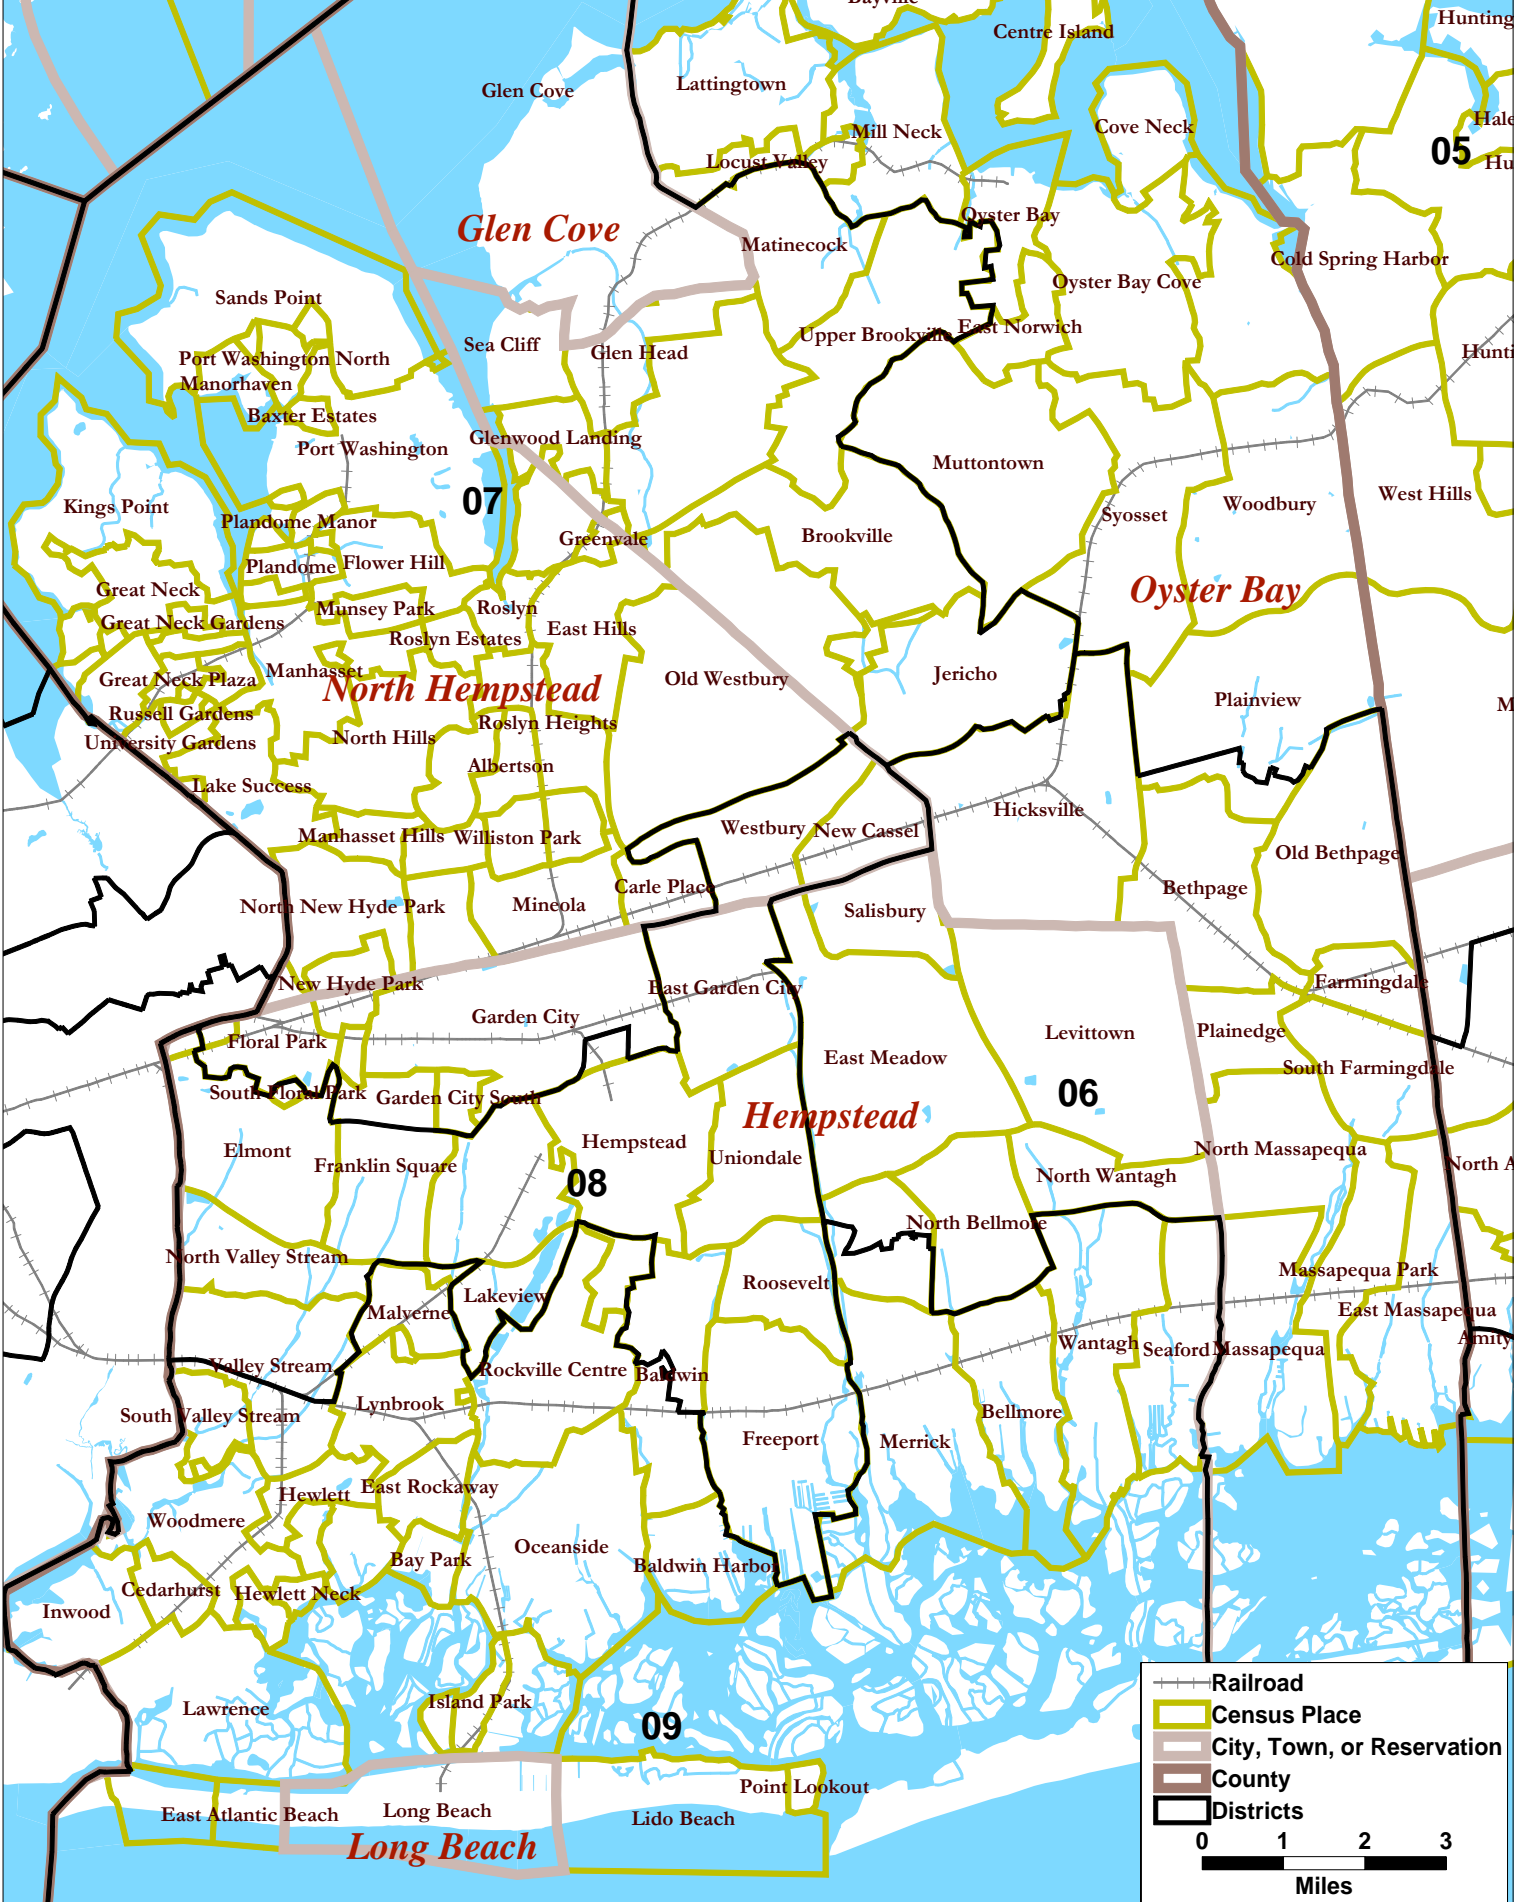 Bayville
Hunting
Centre Island
Glen Cove
Lattingtown
Hale
Mill Neck
Cove Neck
05
Locust Valley
Hu
Oyster Bay
Glen Cove
Matinecock
Cold Spring Harbor
Sands Point
Oyster Bay Cove
Upper Brookville
East Norwich
Sea Cliff
Glen Head
Hunti
Port Washington North
Manorhaven
Baxter Estates
Port Washington
Glenwood Landing
Muttontown
07
Kings Point
West Hills
Woodbury
Plandome Manor
Syosset
Greenvale
Brookville
Plandome
Flower Hill
Great Neck
Oyster Bay
Munsey Park
Roslyn
Great Neck Gardens
East Hills
Roslyn Estates
Manhasset
Jericho
Great Neck Plaza
North Hempstead
Old Westbury
Plainview
M
Russell Gardens
Roslyn Heights
University Gardens
North Hills
Albertson
Lake Success
Hicksville
Manhasset Hills
Williston Park
Westbury
New Cassel
Old Bethpage
Carle Place
Bethpage
North New Hyde Park
Mineola
Salisbury
New Hyde Park
East Garden City
Farmingdale
Garden City
Levittown
Plainedge
Floral Park
East Meadow
South Farmingdale
South Floral Park
Garden City South
06
Hempstead
Elmont
Hempstead
North Massapequa
Franklin Square
Uniondale
North A
08
North Wantagh
North Bellmore
North Valley Stream
Massapequa Park
Roosevelt
Lakeview
Malverne
East Massapequa
Amity
Wantagh
Seaford
Massapequa
Valley Stream
Rockville Centre
Baldwin
Lynbrook
Bellmore
South Valley Stream
Freeport
Merrick
East Rockaway
Hewlett
Woodmere
Oceanside
Bay Park
Baldwin Harbor
Cedarhurst
Hewlett Neck
Inwood
Island Park
Lawrence
09
Point Lookout
East Atlantic Beach
Long Beach
Lido Beach
Long Beach
Railroad
Census Place
City, Town, or Reservation
County
Districts
0 1 2 3
Miles